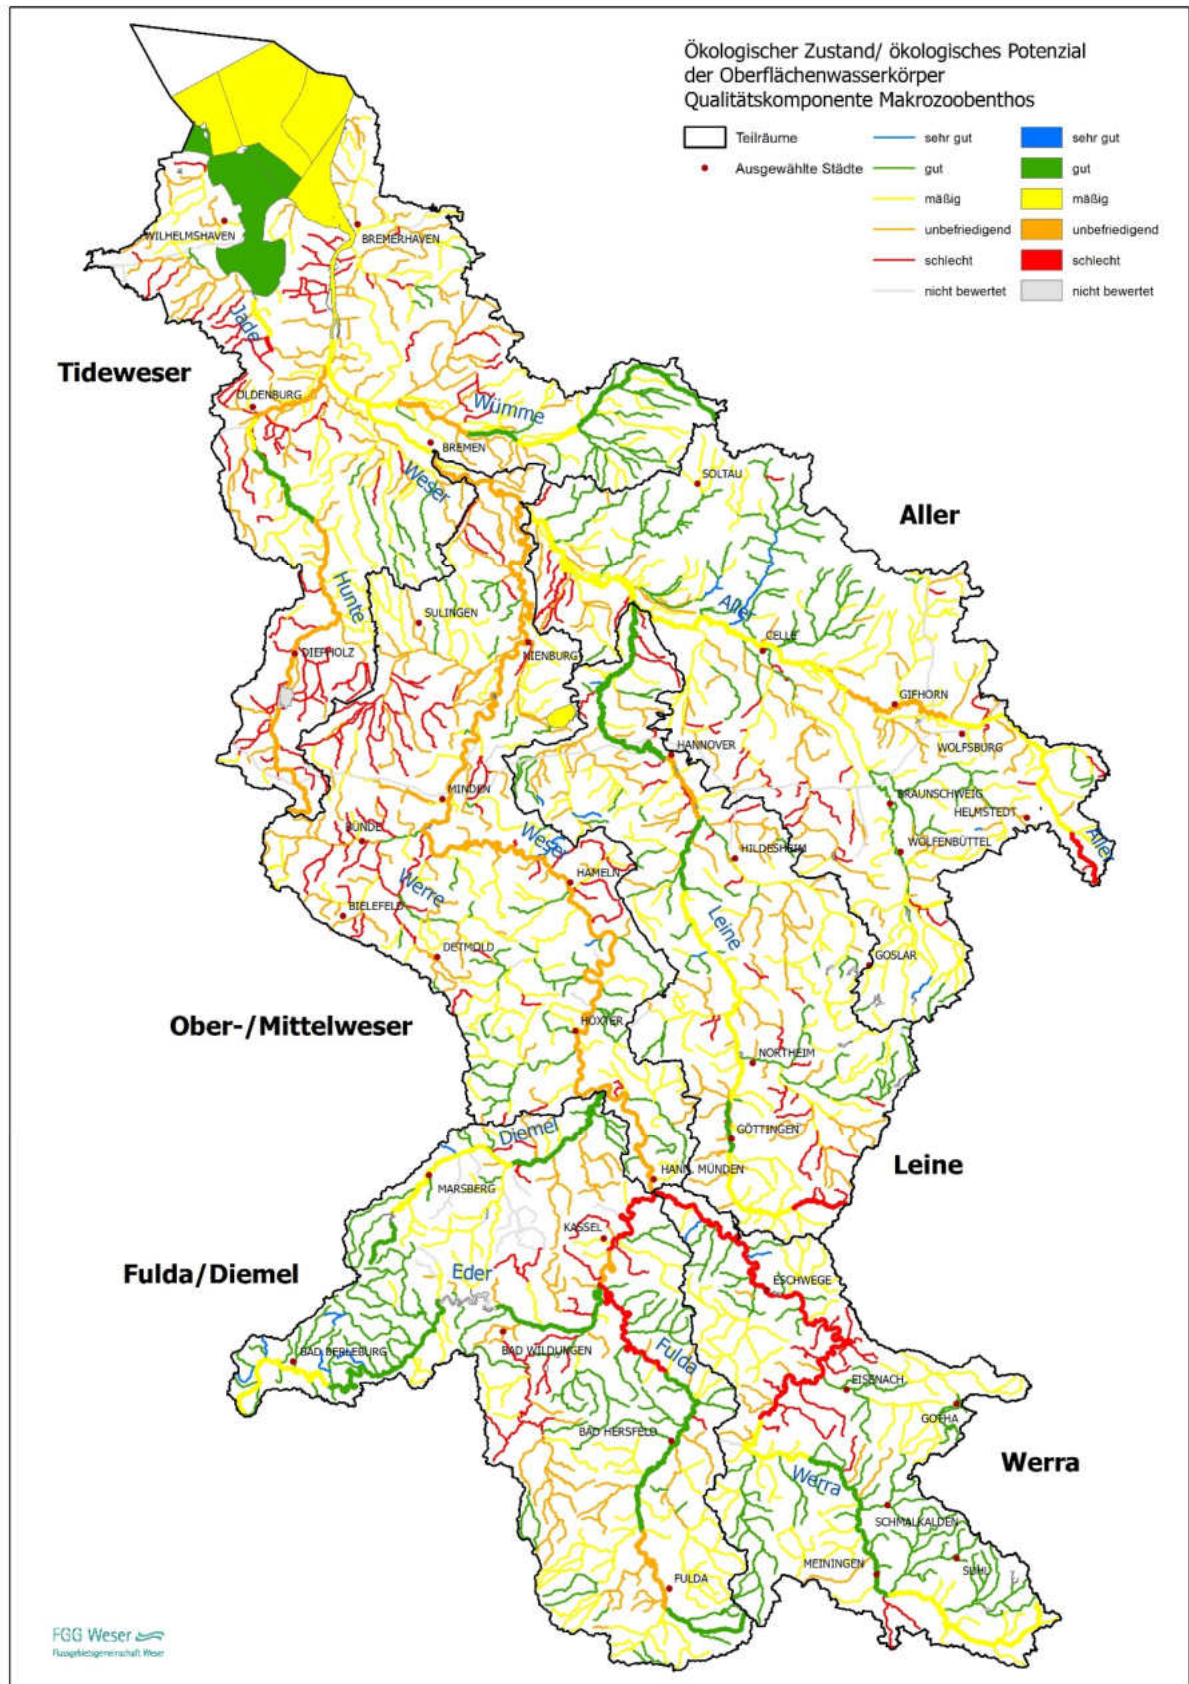 Ökologischer Zustand/ ökologisches Potenzial
der Oberflächenwasserkörper
Qualitätskomponente Makrozoobenthos
Teilräume
Ausgewählte Städte
sehr gut
gut
mäßig
unbefriedigend
schlecht
nicht bewertet
sehr gut
gut
mäßig
unbefriedigend
schlecht
nicht bewertet
WILHELMSHAVEN
BREMERHAVEN
Jade
Tideweser
OLDENBURG
Wümme
BREMEN
Weser
SOLTAU
Aller
Hunte
SULINGEN
Aller
CELLE
DIEPHOLZ
NIENBURG
GIFHORN
HANNOVER
WOLFSBURG
MINDEN
BRAUNSCHWEIG
HELMSTEDT
BÜNDE
Weser
HILDESHEIM
WOLFENBÜTTEL
Aller
HAMELN
Werre
BIELEFELD
Leine
DETMOLD
GOSLAR
Ober-/Mittelweser
HÖXTER
NORTHEIM
Diemel
GÖTTINGEN
Leine
HANN. MÜNDEN
MARSBERG
KASSEL
Fulda/Diemel
Eder
ESCHWEGE
BAD BERLEBURG
BAD WILDUNGEN
Fulda
EISENACH
GOTHA
BAD HERSFELD
Werra
Werra
SCHMALKALDEN
MEININGEN
SUHL
FULDA
FGG Weser
Flussgebietsgemeinschaft Weser